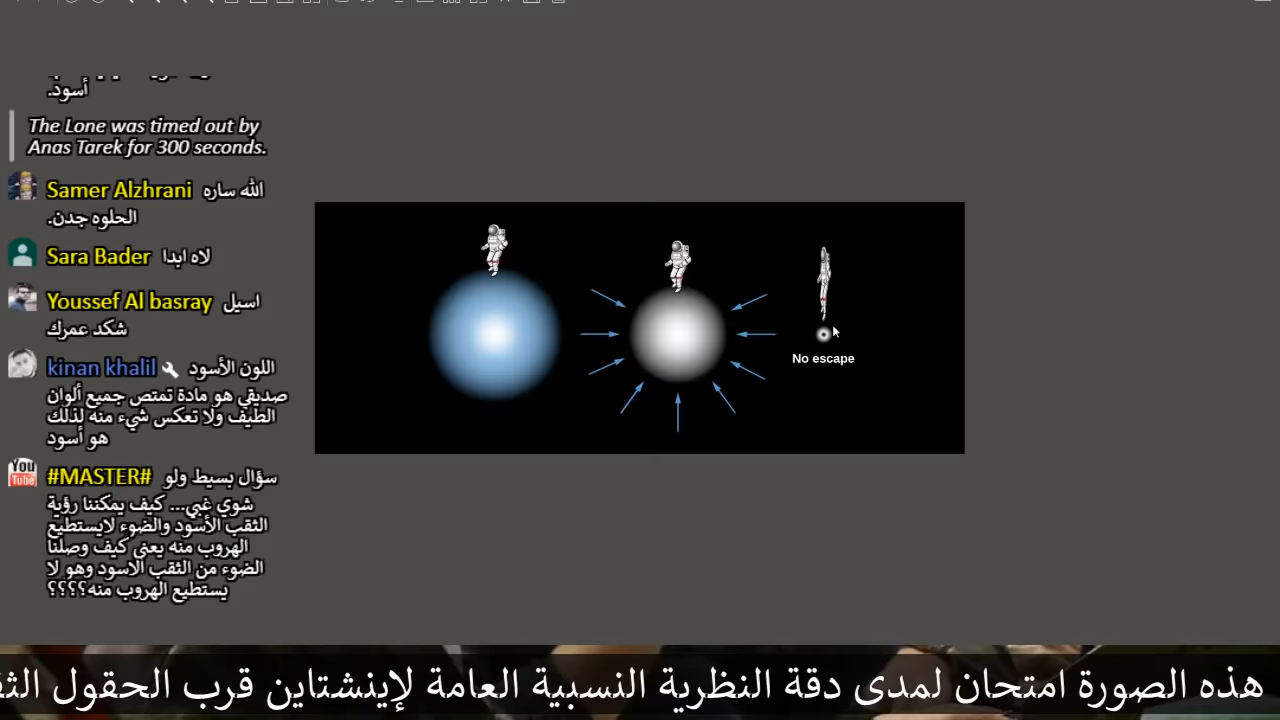 أسود.
The Lone was timed out by
Anas Tarek for 300 seconds.
Samer Alzhrani الله ساره
الحلوه جدن.
Sara Bader لاه ابدا
Youssef Al basray اسيل
شكد عمرك
kinan khalil اللون الأسود
صديقي هو مادة تمتص جميع ألوان
الطيف ولا تعكس شيء منه لذلك
هو أسود
#MASTER# سؤال بسيط ولو
شوي غبي... كيف يمكننا رؤية
الثقب الأسود والضوء لايستطيع
الهروب منه يعني كيف وصلنا
الضوء من الثقب الاسود وهو لا
يستطيع الهروب منه؟؟؟؟
You
Tube
No escape
هذه الصورة امتحان لمدى دقة النظرية النسبية العامة لإينشتاين قرب الحقول